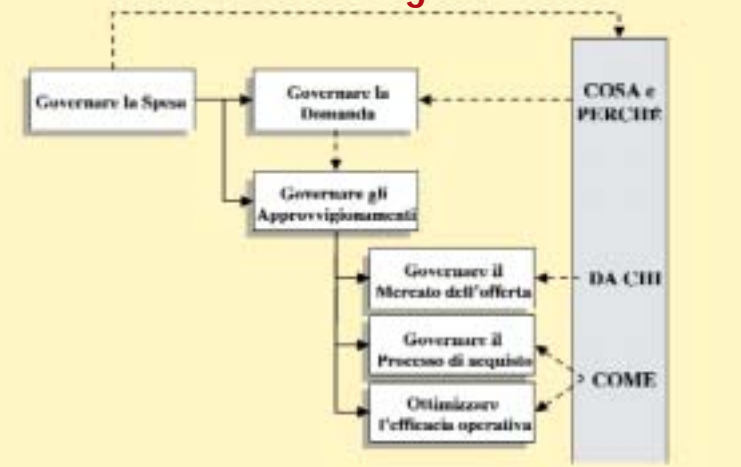 Governare la Spesa
Governare la
Domanda
COSA e
PERCHÉ
Governare gli
Approvvigionamenti
Governare il
Mercato dell'offerta
DA CHI
Governare il
Processo di acquisto
COME
Ottimizzare
l'efficacia operativa